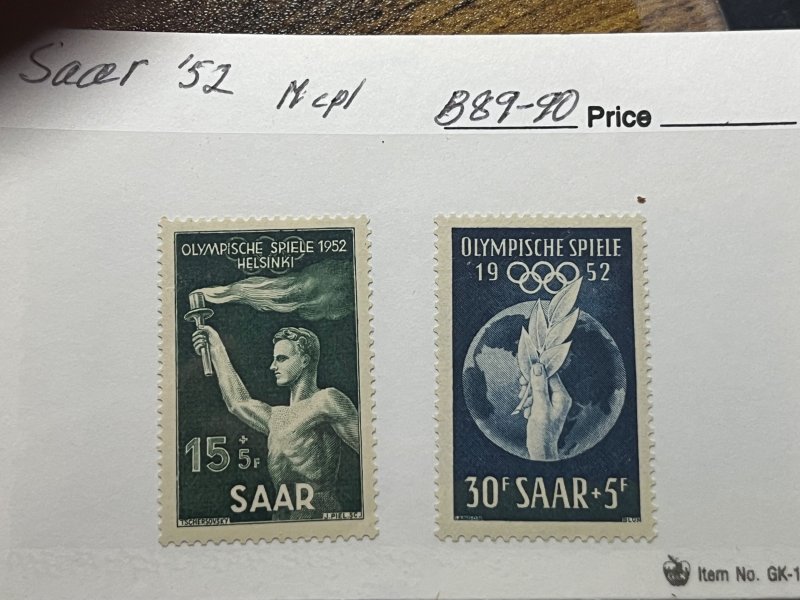 Saar '52 M cpl B89-90 Price
OLYMPISCHE SPIELE 1952
HELSINKI
15 + 5F
SAAR
TSCHERSOVSKY J. PIEL.SC.
OLYMPISCHE SPIELE
19 52
30F SAAR + 5F
Item No. GK-1